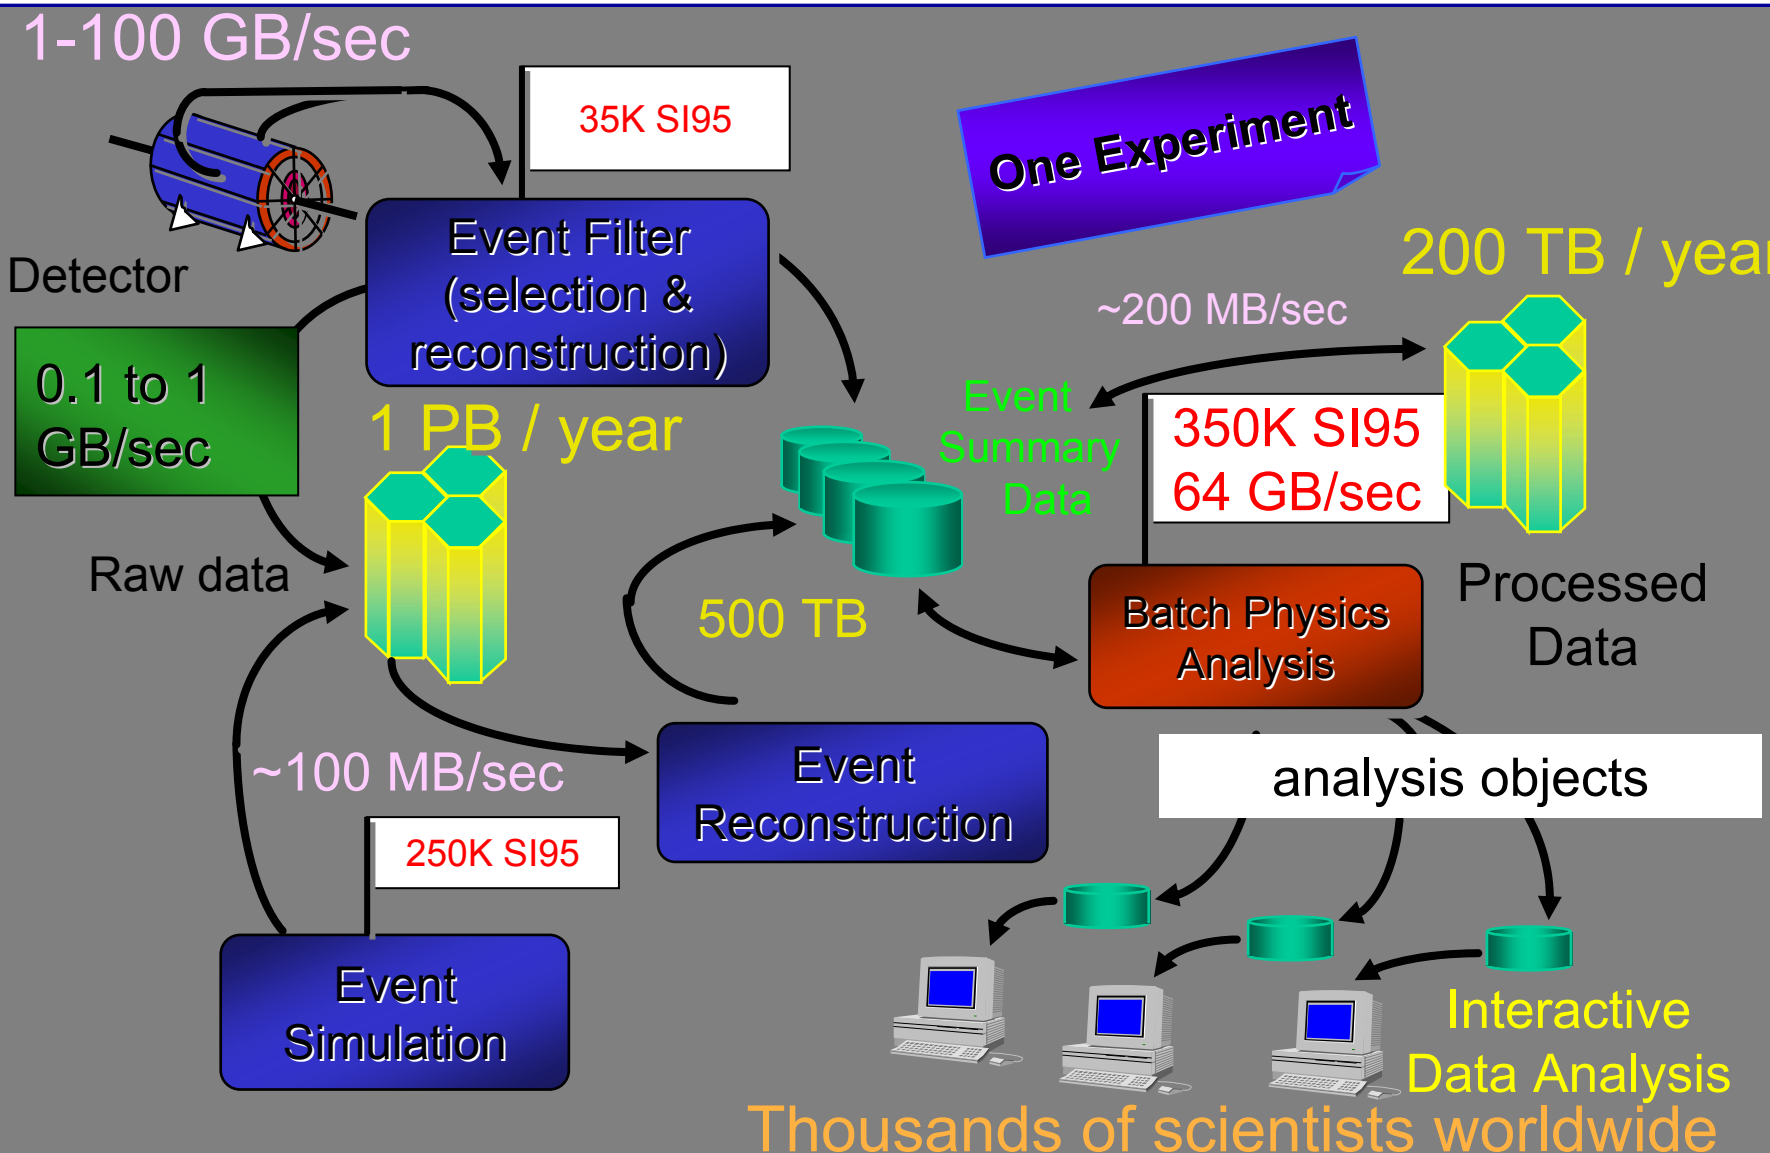 1-100 GB/sec
35K SI95
One Experiment
Event Filter
(selection &
reconstruction)
Detector
200 TB / year
~200 MB/sec
0.1 to 1
GB/sec
1 PB / year
Event
Summary
Data
350K SI95
64 GB/sec
Raw data
500 TB
Batch Physics
Analysis
Processed
Data
~100 MB/sec
Event
Reconstruction
analysis objects
250K SI95
Event
Simulation
Interactive
Data Analysis
Thousands of scientists worldwide